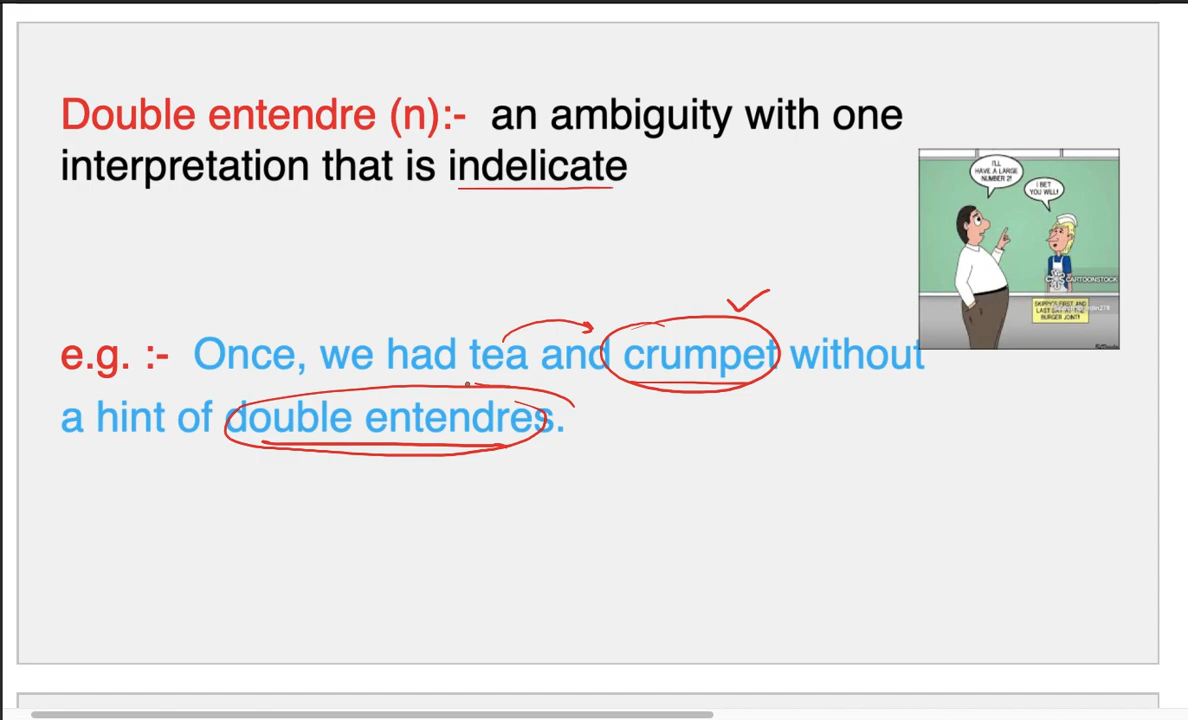 Double entendre (n):- an ambiguity with one
interpretation that is indelicate
I'LL
HAVE A LARGE
NUMBER 2!
I BET
YOU WILL!
CARTOONSTOCK
e.g. :- Once, we had tea and crumpet without
a hint of double entendres.